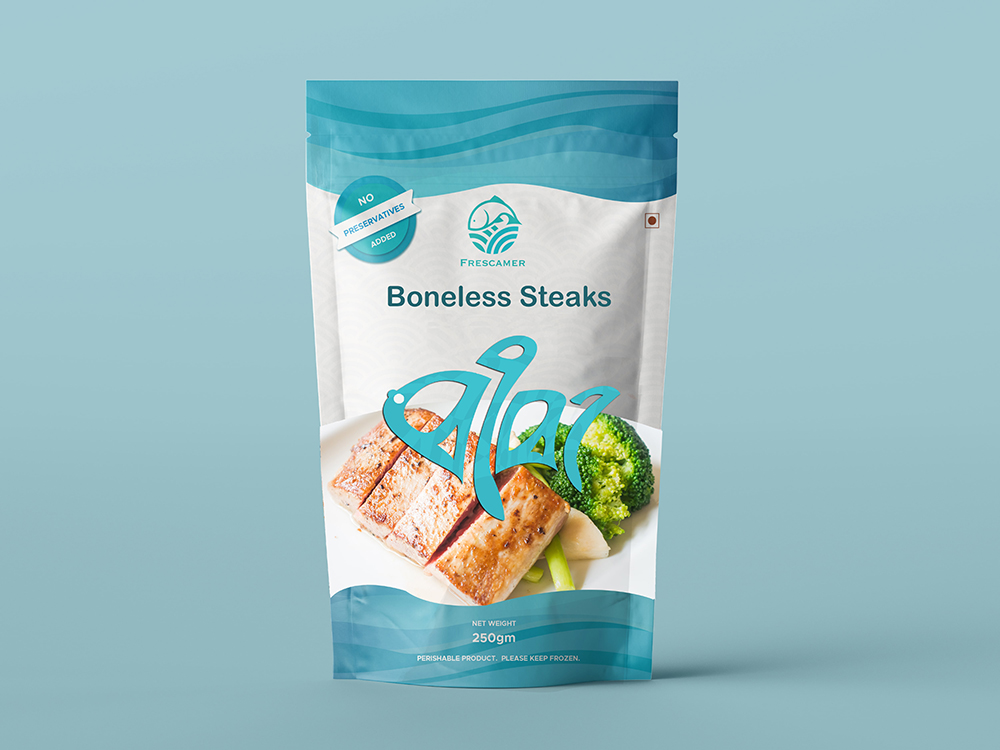 NO
PRESERVATIVES
ADDED
FRESCAMER
Boneless Steaks
NET WEIGHT
250gm
PERISHABLE PRODUCT. PLEASE KEEP FROZEN.